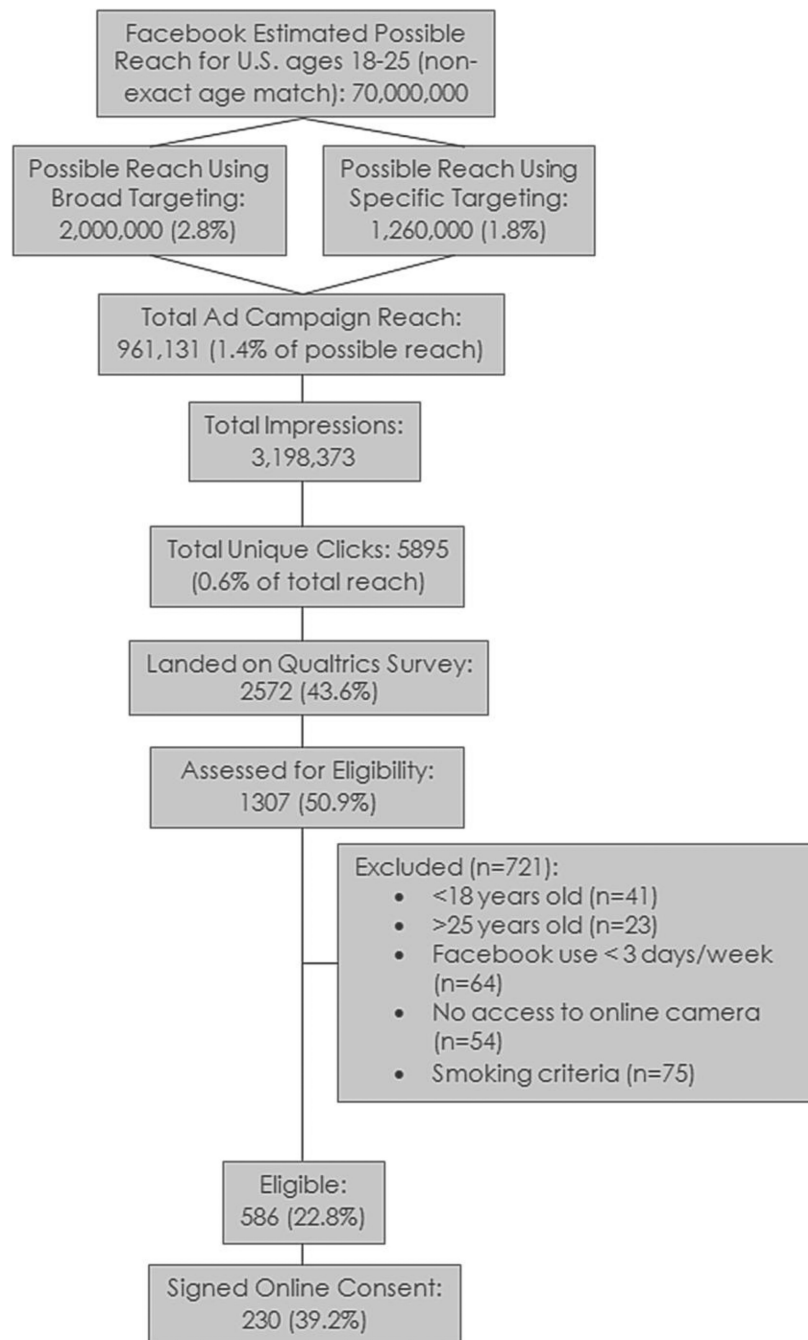 Facebook Estimated Possible
Reach for U.S. ages 18-25 (non-
exact age match): 70,000,000
Possible Reach Using
Broad Targeting:
2,000,000 (2.8%)
Possible Reach Using
Specific Targeting:
1,260,000 (1.8%)
Total Ad Campaign Reach:
961,131 (1.4% of possible reach)
Total Impressions:
3,198,373
Total Unique Clicks: 5895
(0.6% of total reach)
Landed on Qualtrics Survey:
2572 (43.6%)
Assessed for Eligibility:
1307 (50.9%)
Excluded (n=721):
• <18 years old (n=41)
• >25 years old (n=23)
• Facebook use < 3 days/week
(n=64)
• No access to online camera
(n=54)
• Smoking criteria (n=75)
Eligible:
586 (22.8%)
Signed Online Consent:
230 (39.2%)